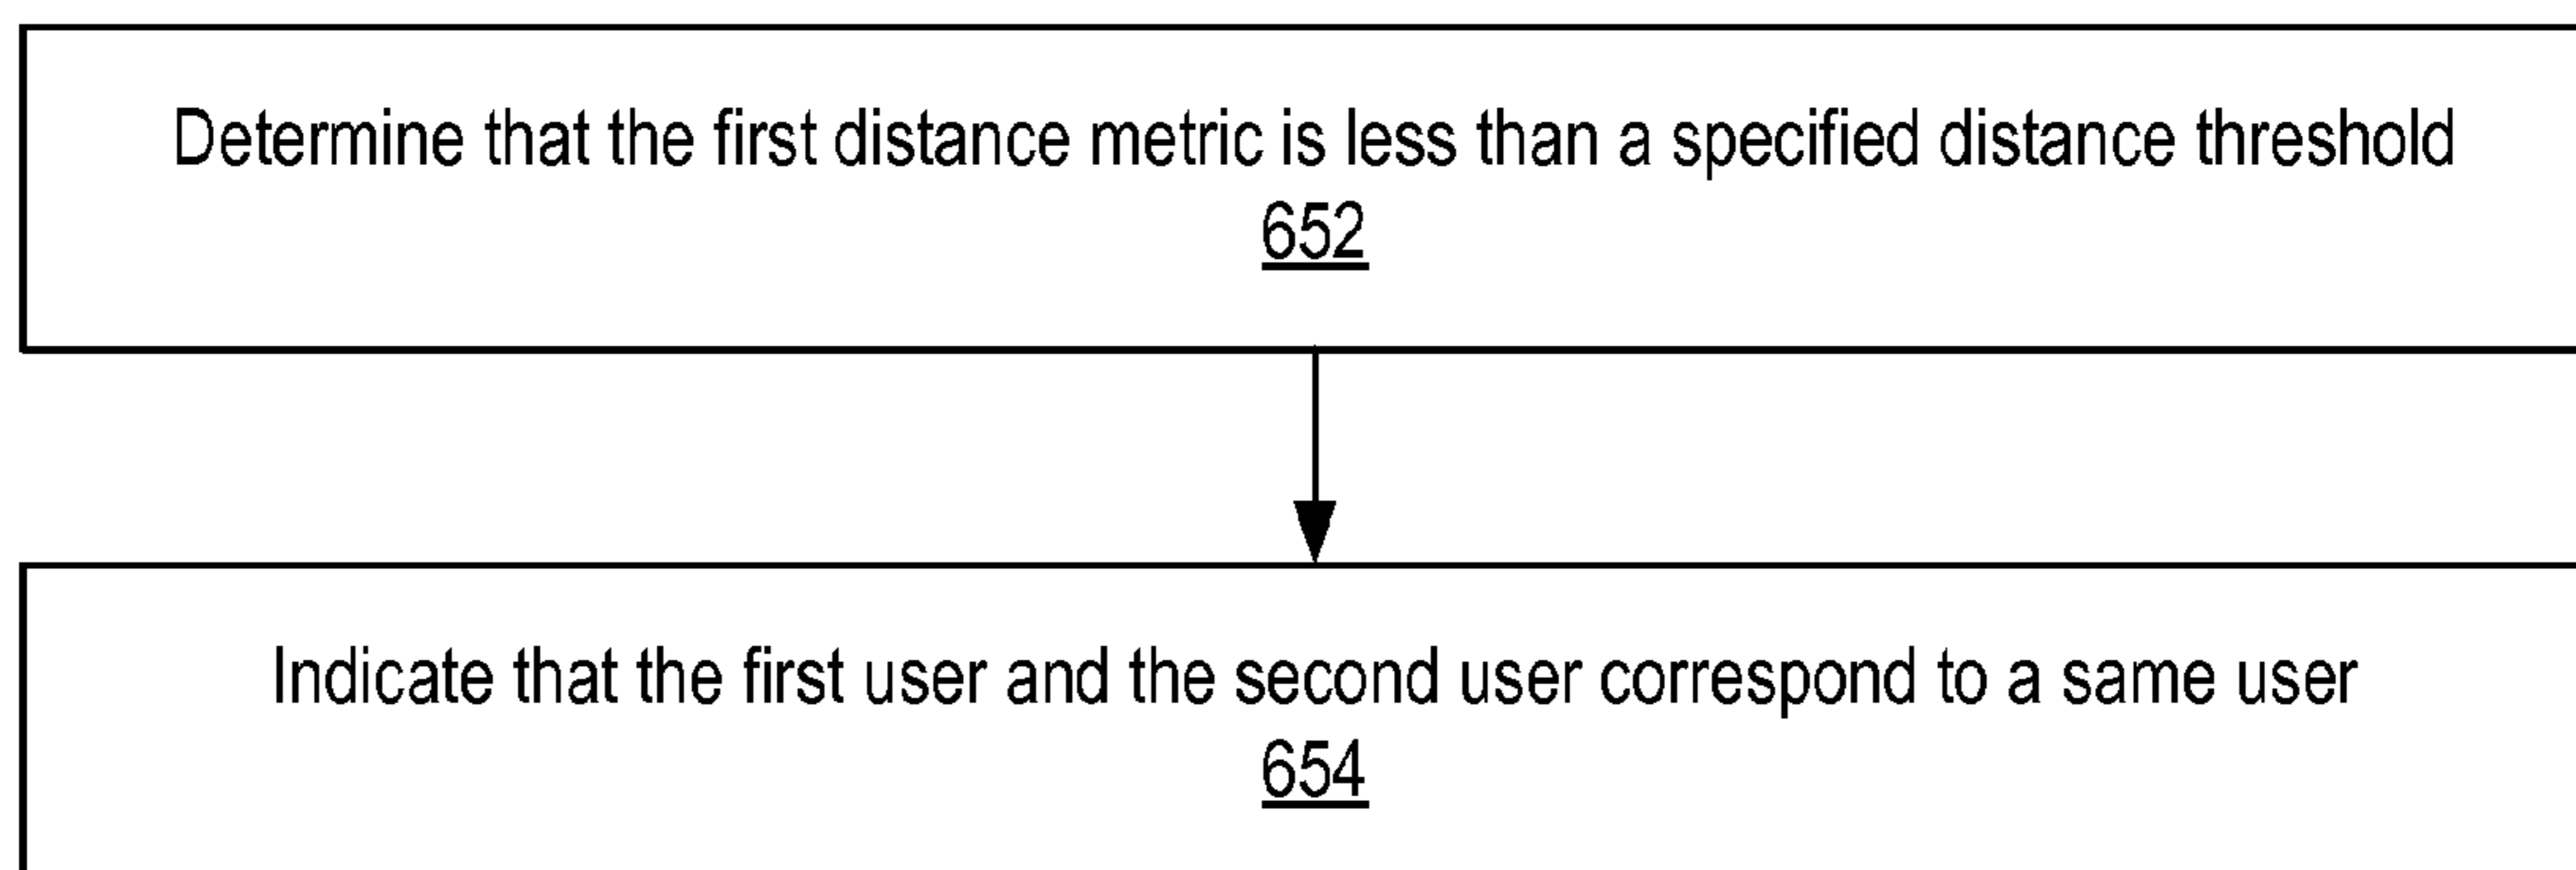 Determine that the first distance metric is less than a specified distance threshold
652
Indicate that the first user and the second user correspond to a same user
654